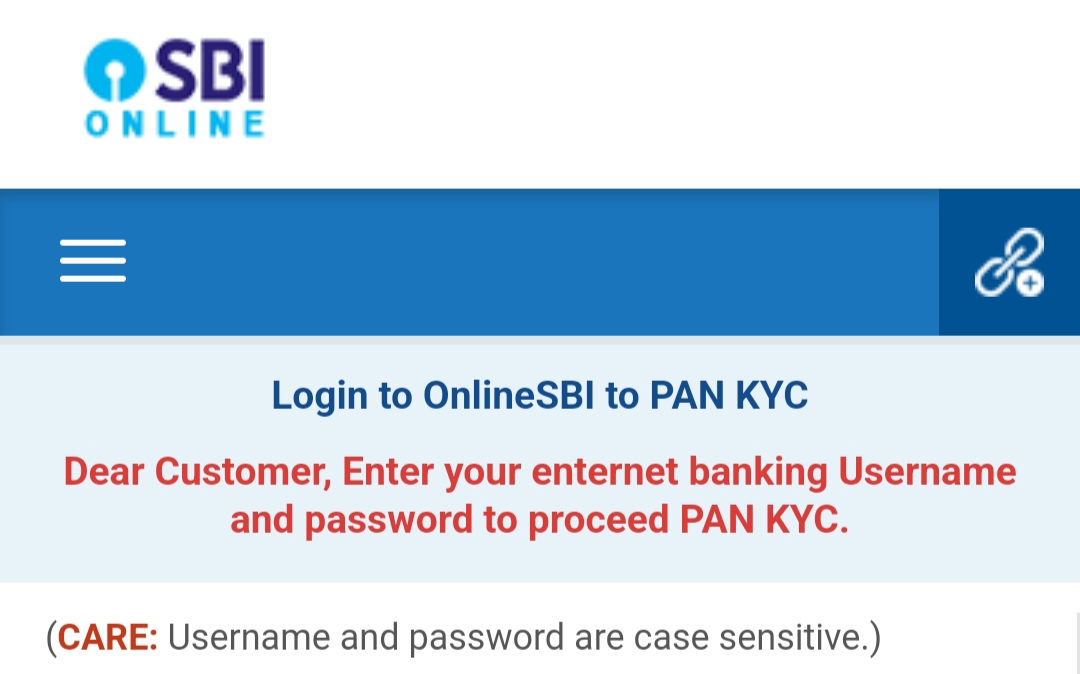 SBI
ONLINE
Login to OnlineSBI to PAN KYC
Dear Customer, Enter your enternet banking Username
and password to proceed PAN KYC.
(CARE: Username and password are case sensitive.)